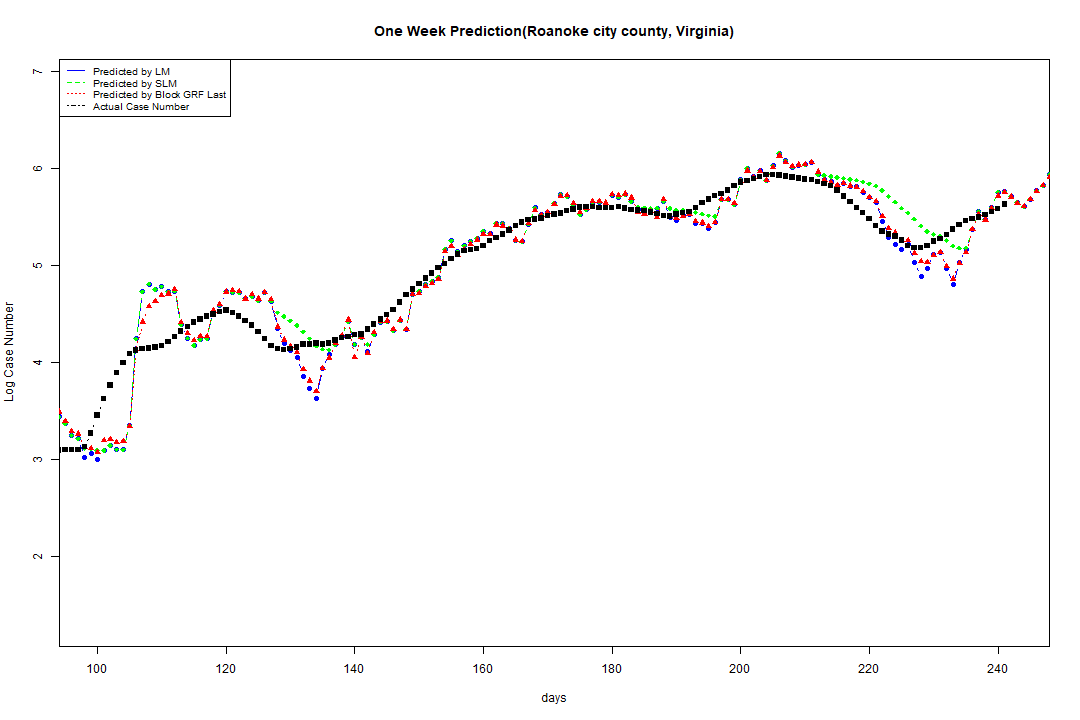 One Week Prediction(Roanoke city county, Virginia)
Predicted by LM
Predicted by SLM
Predicted by Block GRF Last
Actual Case Number
7
6
5
4
3
2
Log Case Number
100 120 140 160 180 200 220 240
days